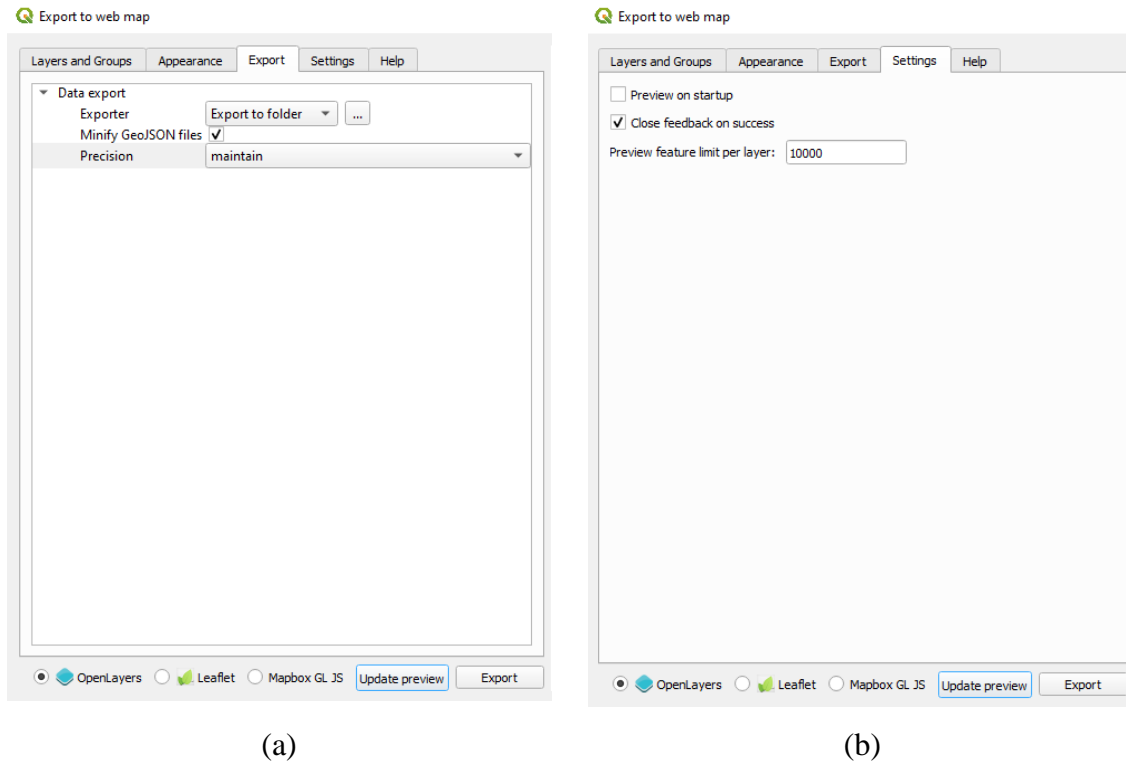 Export to web map
Layers and Groups Appearance Export Settings Help
Data export
Exporter Export to folder ...
Minify GeoJSON files
Precision maintain
OpenLayers Leaflet Mapbox GL JS Update preview Export
(a)
Export to web map
Layers and Groups Appearance Export Settings Help
Preview on startup
Close feedback on success
Preview feature limit per layer: 10000
OpenLayers Leaflet Mapbox GL JS Update preview Export
(b)